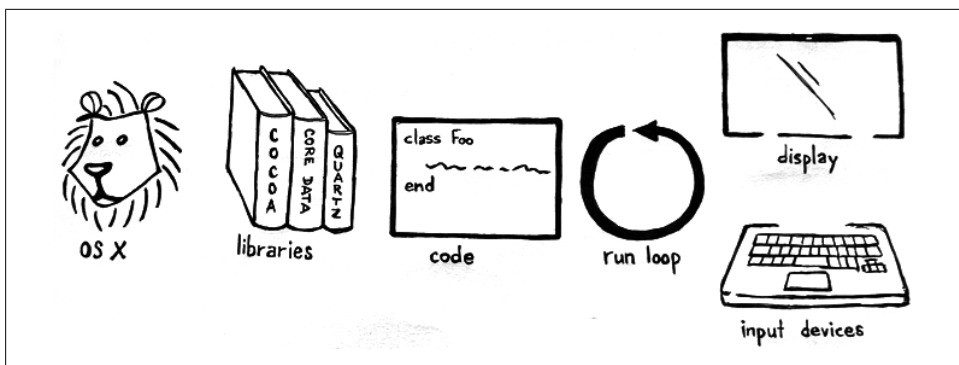 OS X
COCOA
CORE DATA
QUARTZ
libraries
class Foo
end
code
run loop
display
input devices